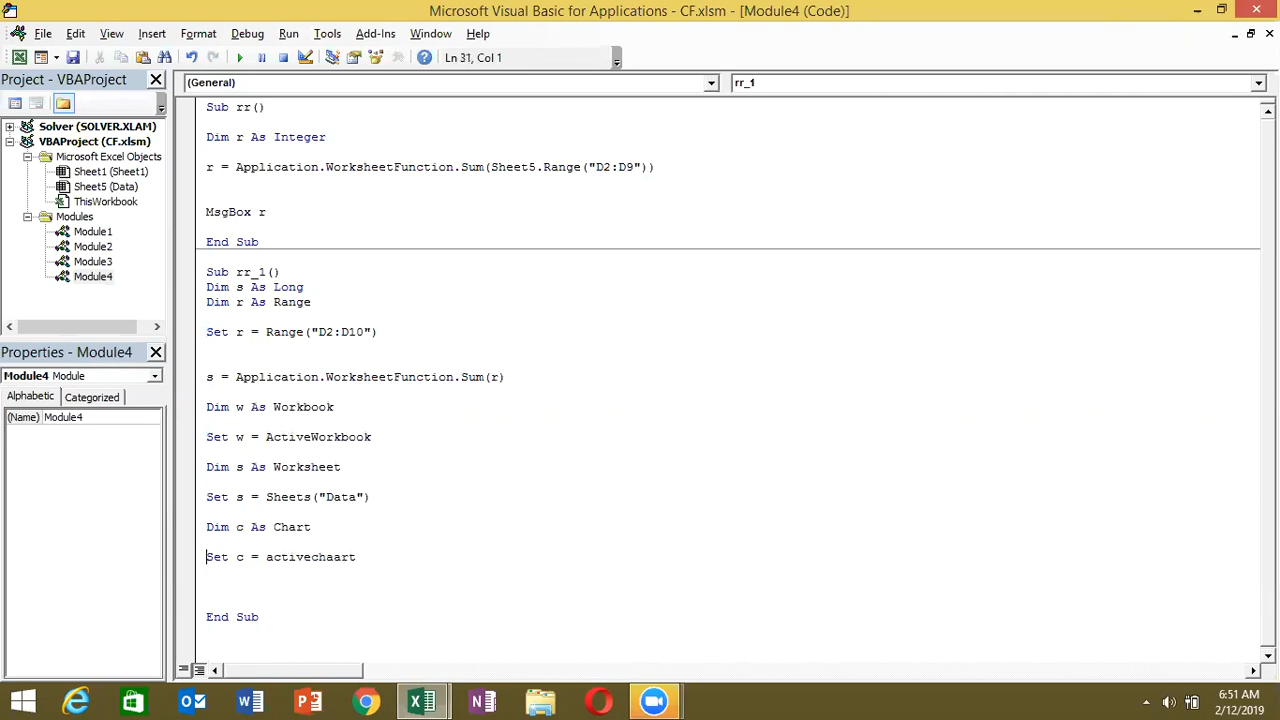 Microsoft Visual Basic for Applications - CF.xlsm - [Module4 (Code)]
File Edit View Insert Format Debug Run Tools Add-Ins Window Help
Ln 31, Col 1
Project - VBAProject
(General) rr_1
Solver (SOLVER.XLAM)
VBAProject (CF.xlsm)
Microsoft Excel Objects
Sheet1 (Sheet1)
Sheet5 (Data)
ThisWorkbook
Modules
Module1
Module2
Module3
Module4
Properties - Module4
Module4 Module
Alphabetic Categorized
(Name) Module4
Sub rr()
Dim r As Integer
r = Application.WorksheetFunction.Sum(Sheet5.Range("D2:D9"))
MsgBox r
End Sub
Sub rr_1()
Dim s As Long
Dim r As Range
Set r = Range("D2:D10")
s = Application.WorksheetFunction.Sum(r)
Dim w As Workbook
Set w = ActiveWorkbook
Dim s As Worksheet
Set s = Sheets("Data")
Dim c As Chart
Set c = activechaart
End Sub
6:51 AM
2/12/2019